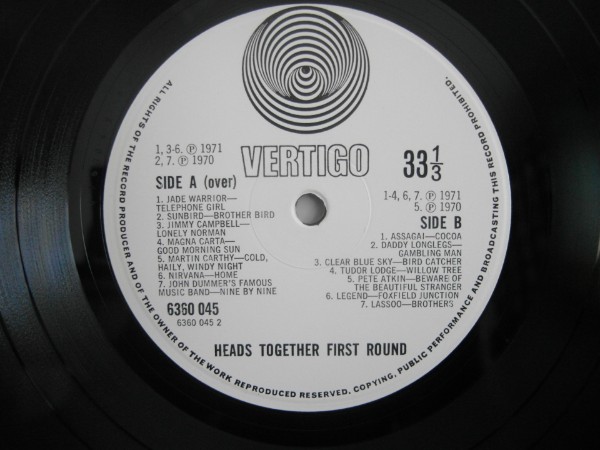 ALL RIGHTS OF THE RECORD PRODUCER AND OF THE OWNER OF THE WORK REPRODUCED RESERVED. COPYING, PUBLIC PERFORMANCE AND BROADCASTING THIS RECORD PROHIBITED.
VERTIGO
33 1/3
1, 3-6. Ⓟ 1971
2, 7. Ⓟ 1970
SIDE A (over)
1. JADE WARRIOR—
TELEPHONE GIRL
2. SUNBIRD—BROTHER BIRD
3. JIMMY CAMPBELL—
LONELY NORMAN
4. MAGNA CARTA—
GOOD MORNING SUN
5. MARTIN CARTHY—COLD,
HAILY, WINDY NIGHT
6. NIRVANA—HOME
7. JOHN DUMMER'S FAMOUS
MUSIC BAND—NINE BY NINE
6360 045
6360 045 2
1-4, 6, 7. Ⓟ 1971
5. Ⓟ 1970
SIDE B
1. ASSAGAI—COCOA
2. DADDY LONGLEGS—
GAMBLING MAN
3. CLEAR BLUE SKY—BIRD CATCHER
4. TUDOR LODGE—WILLOW TREE
5. PETE ATKIN—BEWARE OF
THE BEAUTIFUL STRANGER
6. LEGEND—FOXFIELD JUNCTION
7. LASSOO—BROTHERS
HEADS TOGETHER FIRST ROUND